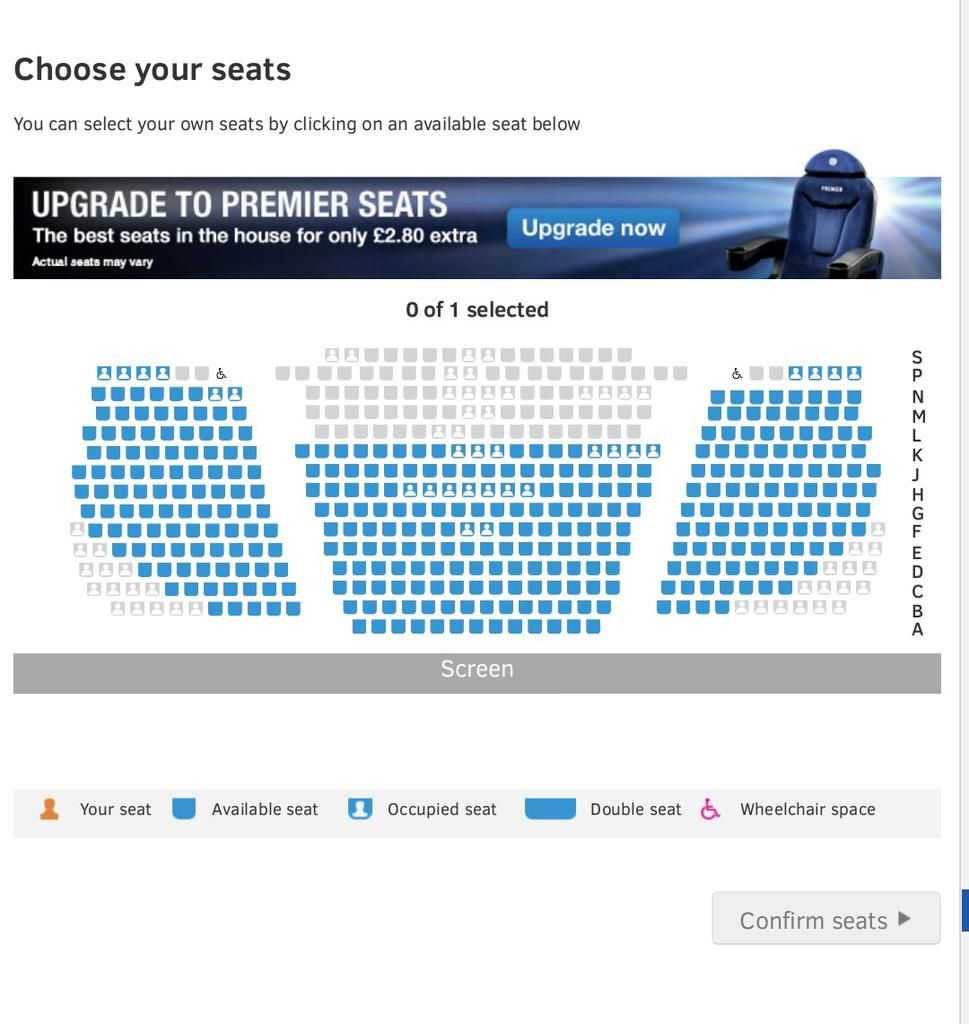 Choose your seats
You can select your own seats by clicking on an available seat below
PREMIER
UPGRADE TO PREMIER SEATS
The best seats in the house for only £2.80 extra
Upgrade now
Actual seats may vary
0 of 1 selected
S
P
N
M
L
K
J
H
G
F
E
D
C
B
A
Screen
Your seat Available seat Occupied seat Double seat Wheelchair space
Confirm seats